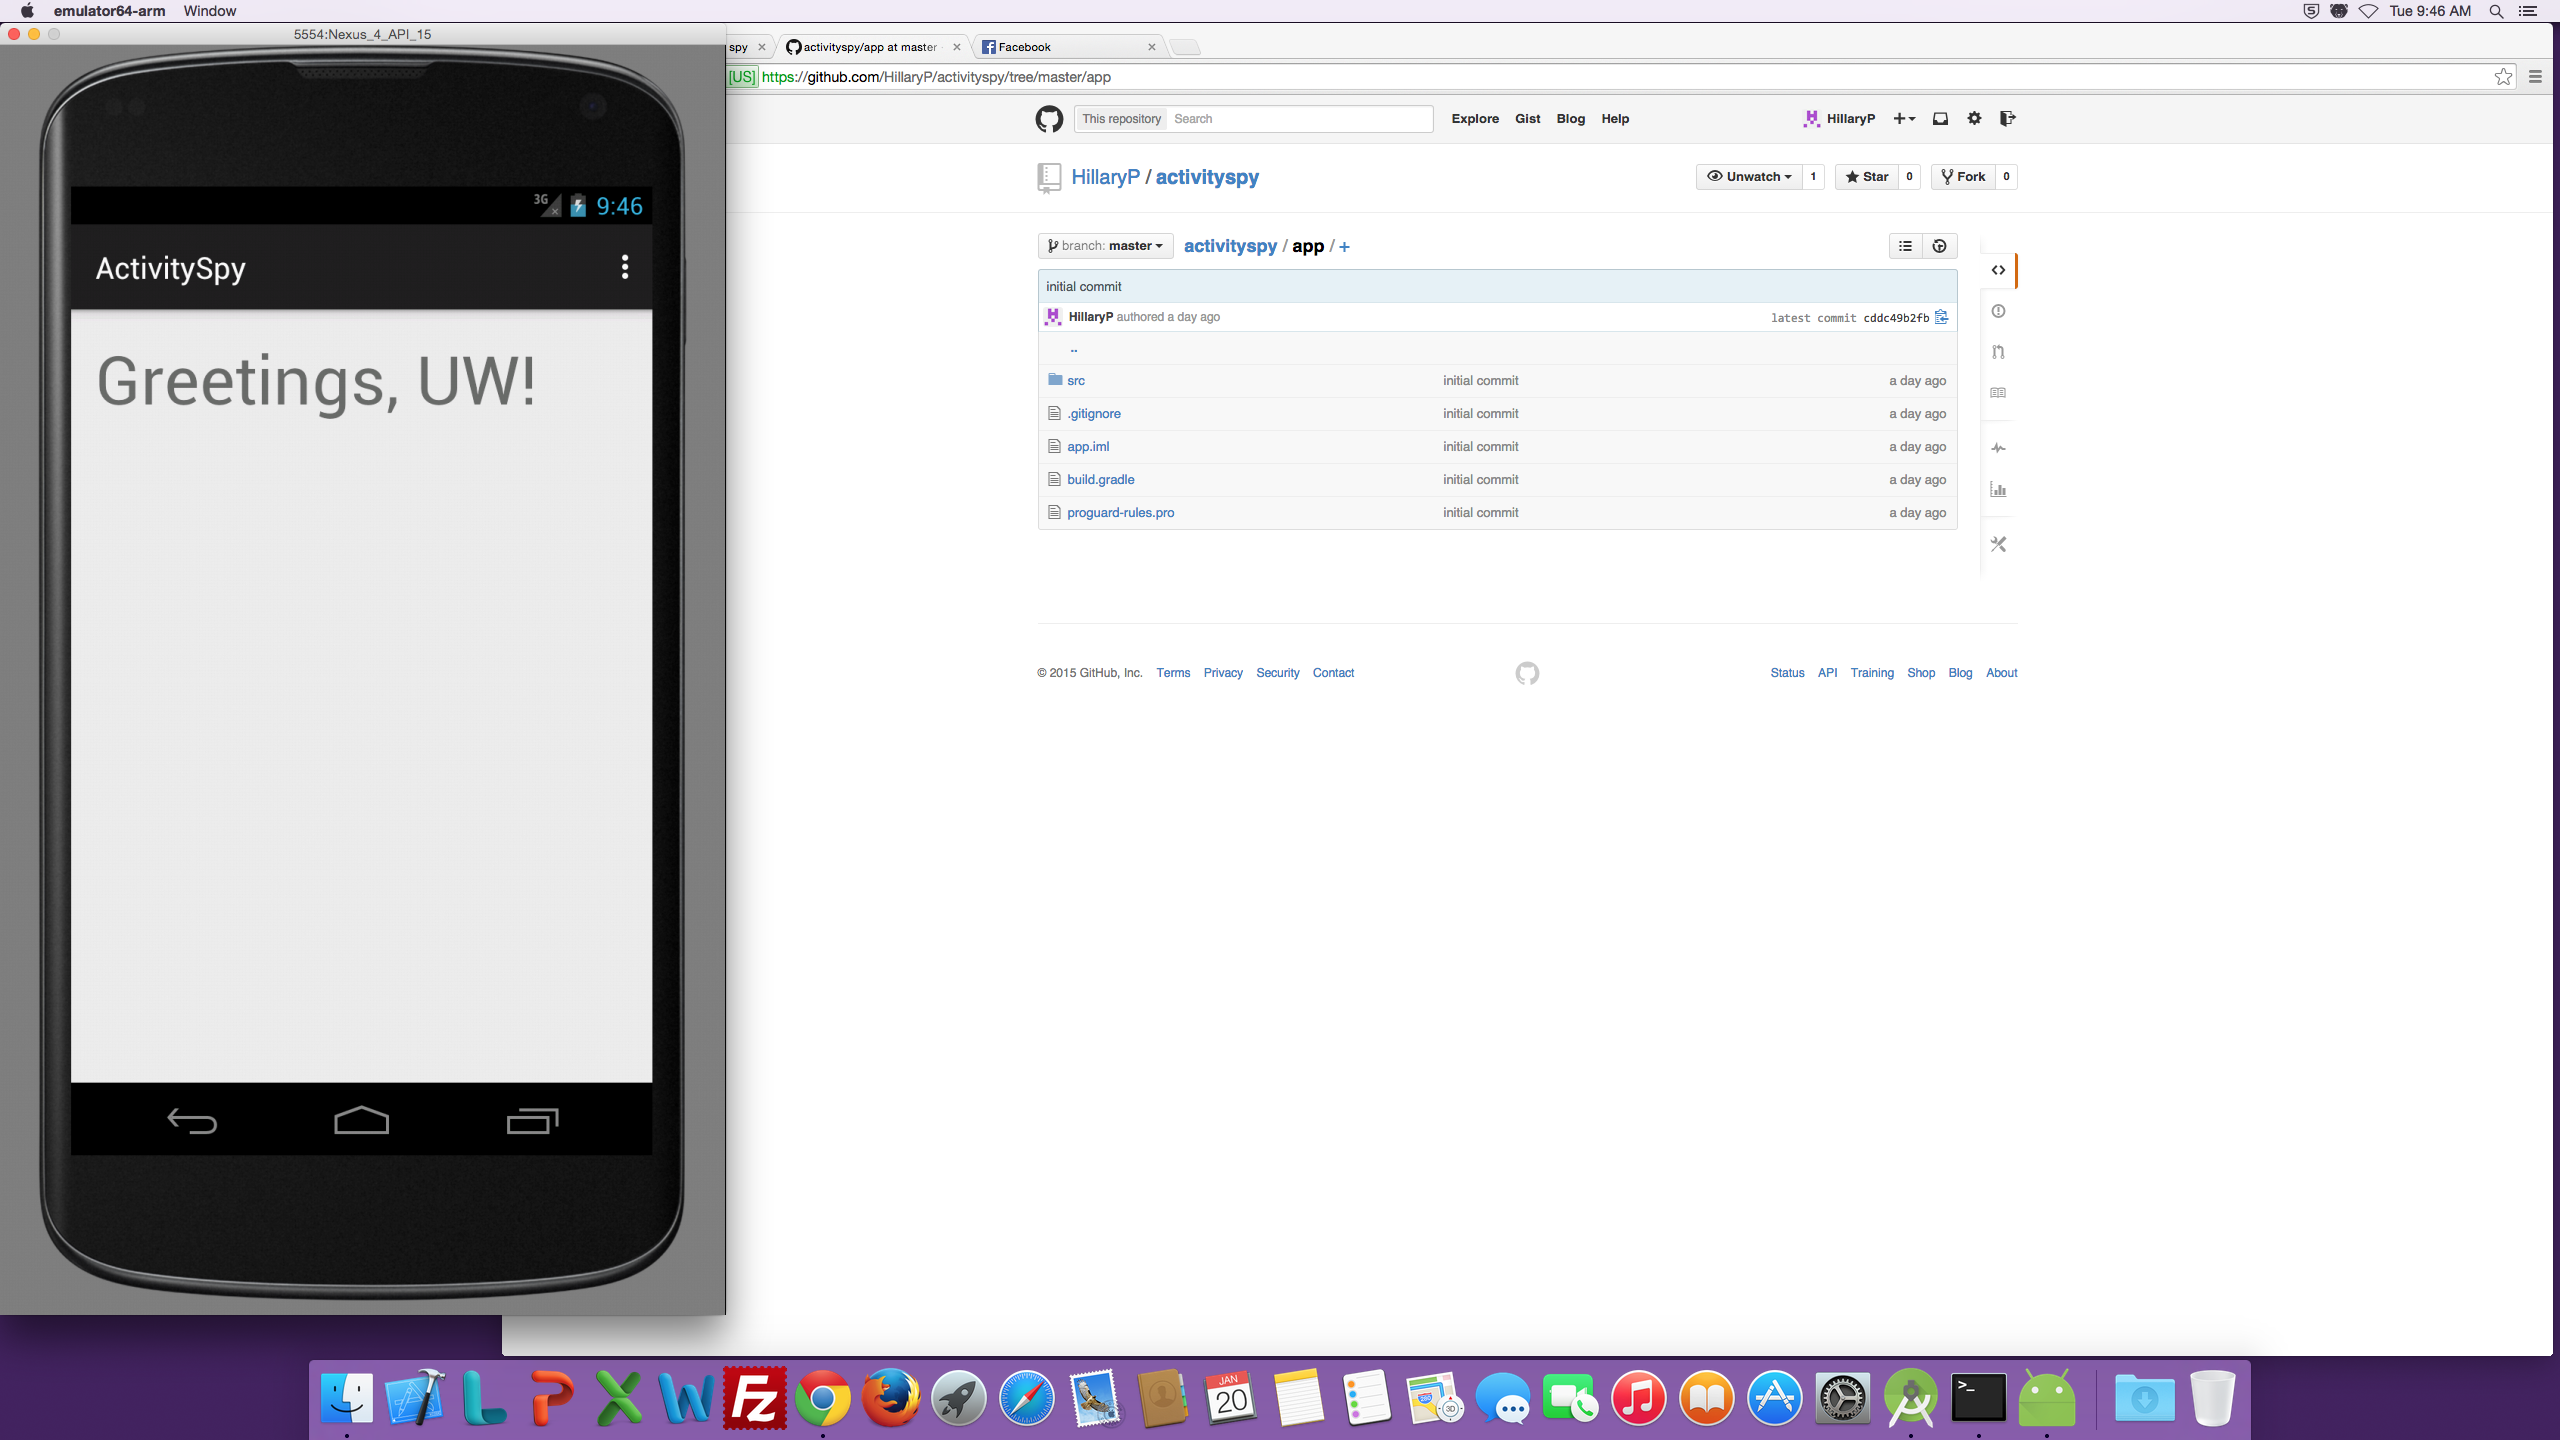 emulator64-arm Window
Tue 9:46 AM
5554:Nexus_4_API_15
3G 9:46
ActivitySpy
Greetings, UW!
spy
activityspy/app at master
Facebook
[US] https://github.com/HillaryP/activityspy/tree/master/app
This repository Search Explore Gist Blog Help HillaryP
HillaryP / activityspy
Unwatch 1 Star 0 Fork 0
branch: master activityspy / app / +
initial commit
HillaryP authored a day ago latest commit cddc49b2fb
..
src initial commit a day ago
.gitignore initial commit a day ago
app.iml initial commit a day ago
build.gradle initial commit a day ago
proguard-rules.pro initial commit a day ago
© 2015 GitHub, Inc. Terms Privacy Security Contact
Status API Training Shop Blog About
JAN
20
3D
>_